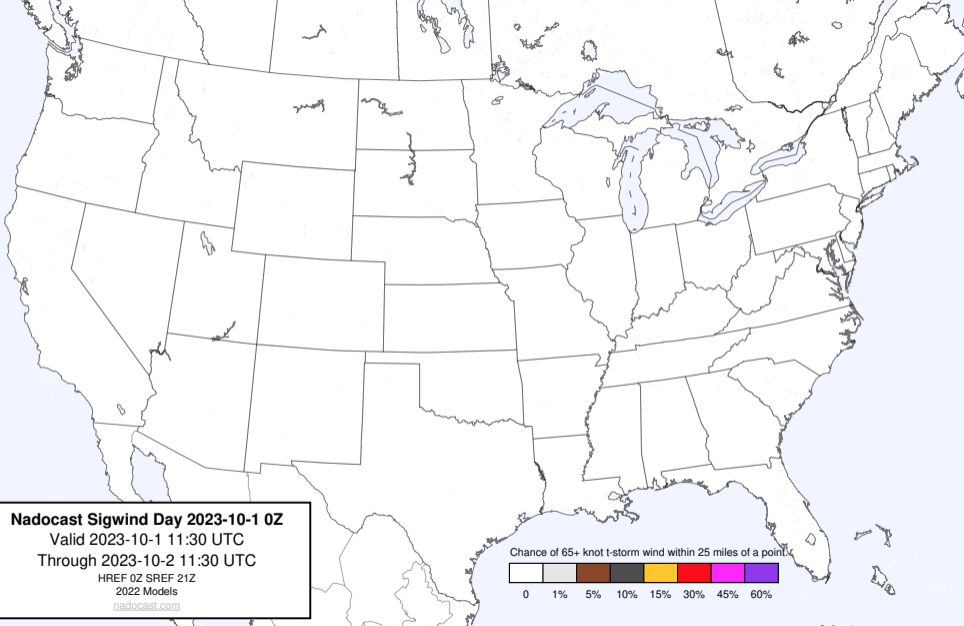 Nadocast Sigwind Day 2023-10-1 0Z
Valid 2023-10-1 11:30 UTC
Through 2023-10-2 11:30 UTC
HREF 0Z SREF 21Z
2022 Models
nadocast.com
Chance of 65+ knot t-storm wind within 25 miles of a point.
0 1% 5% 10% 15% 30% 45% 60%